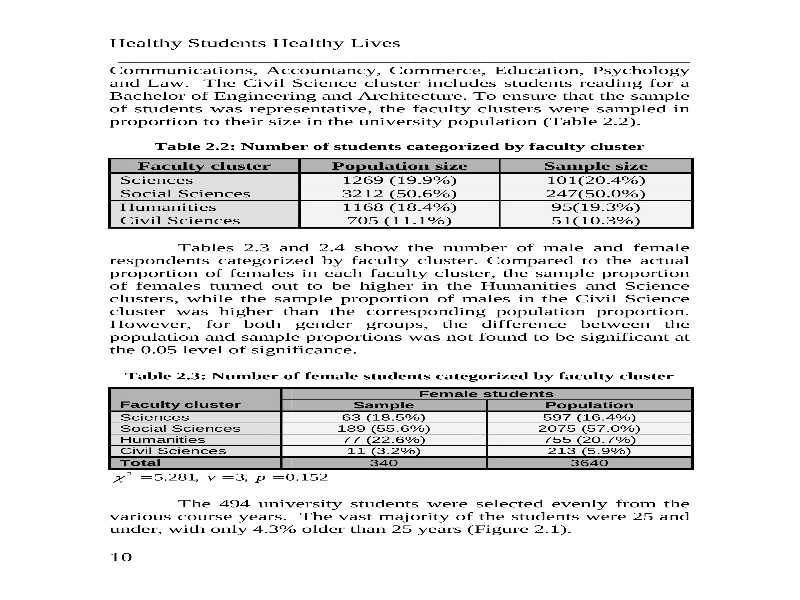 Healthy Students Healthy Lives
Communications, Accountancy, Commerce, Education, Psychology
and Law. The Civil Science cluster includes students reading for a
Bachelor of Engineering and Architecture. To ensure that the sample
of students was representative, the faculty clusters were sampled in
proportion to their size in the university population (Table 2.2).
Table 2.2: Number of students categorized by faculty cluster
Faculty cluster Population size Sample size
Sciences 1269 (19.9%) 101(20.4%)
Social Sciences 3212 (50.6%) 247(50.0%)
Humanities 1168 (18.4%) 95(19.3%)
Civil Sciences 705 (11.1%) 51(10.3%)
Tables 2.3 and 2.4 show the number of male and female
respondents categorized by faculty cluster. Compared to the actual
proportion of females in each faculty cluster, the sample proportion
of females turned out to be higher in the Humanities and Science
clusters, while the sample proportion of males in the Civil Science
cluster was higher than the corresponding population proportion.
However, for both gender groups, the difference between the
population and sample proportions was not found to be significant at
the 0.05 level of significance.
Table 2.3: Number of female students categorized by faculty cluster
Female students
Faculty cluster Sample Population
Sciences 63 (18.5%) 597 (16.4%)
Social Sciences 189 (55.6%) 2075 (57.0%)
Humanities 77 (22.6%) 755 (20.7%)
Civil Sciences 11 (3.2%) 213 (5.9%)
Total 340 3640
χ² = 5.281, v = 3, p = 0.152
The 494 university students were selected evenly from the
various course years. The vast majority of the students were 25 and
under, with only 4.3% older than 25 years (Figure 2.1).
10